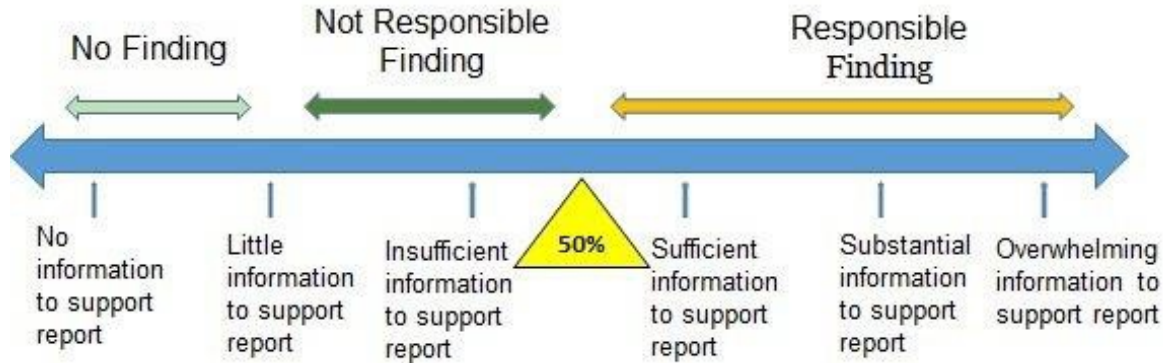 No Finding
Not Responsible
Finding
Responsible
Finding
No
information
to support
report
Little
information
to support
report
Insufficient
information
to support
report
50%
Sufficient
information
to support
report
Substantial
information
to support
report
Overwhelming
information to
support report